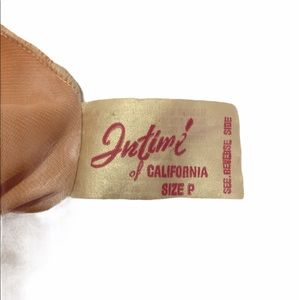 Intimé
of CALIFORNIA
SIZE P
SEE REVERSE SIDE